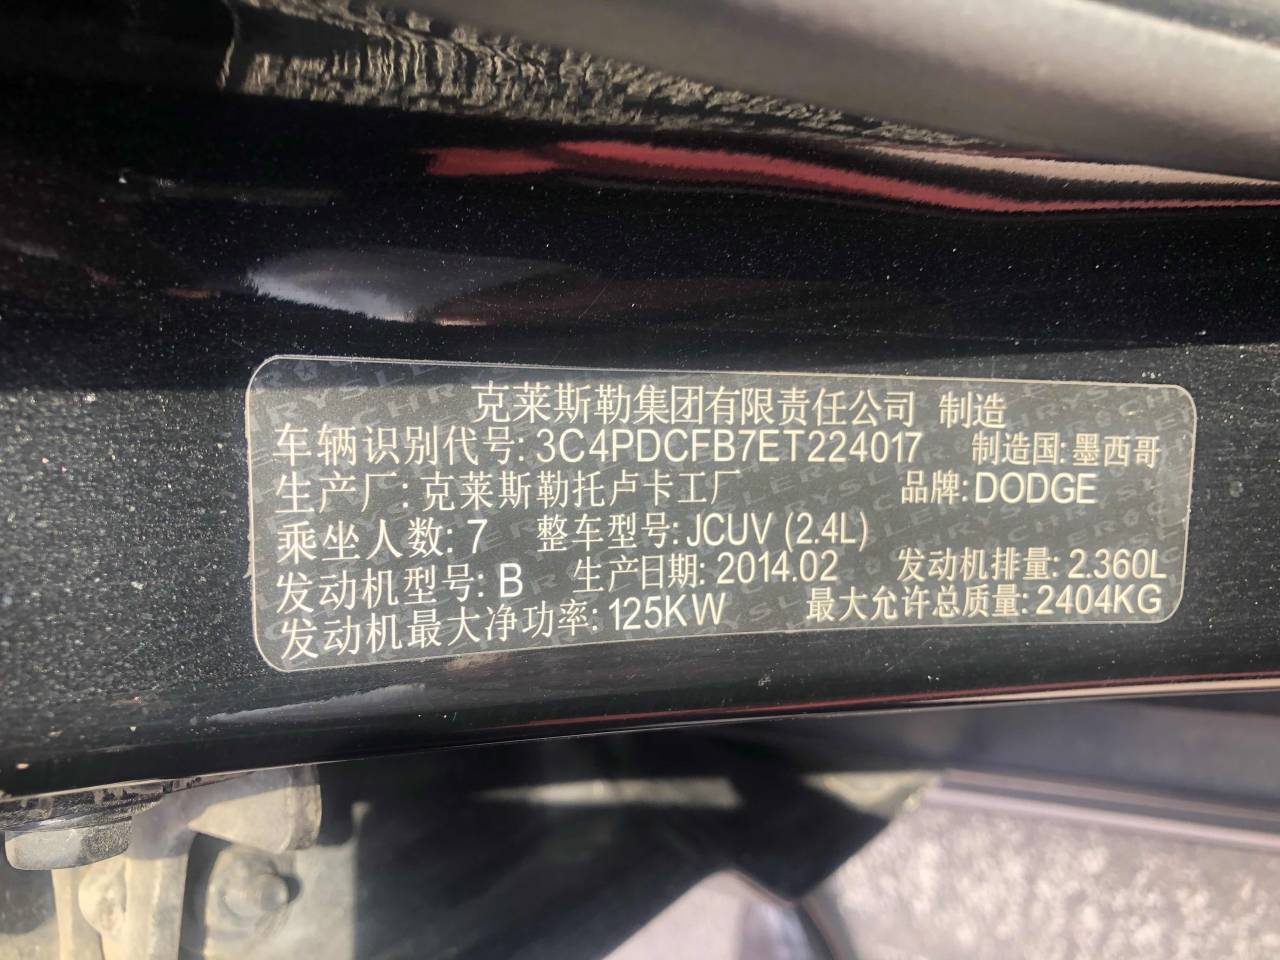 克莱斯勒集团有限责任公司 制造
车辆识别代号: 3C4PDCFB7ET224017 制造国: 墨西哥
生产厂: 克莱斯勒托卢卡工厂 品牌: DODGE
乘坐人数: 7 整车型号: JCUV (2.4L)
发动机型号: B 生产日期: 2014.02 发动机排量: 2.360L
发动机最大净功率: 125KW 最大允许总质量: 2404KG